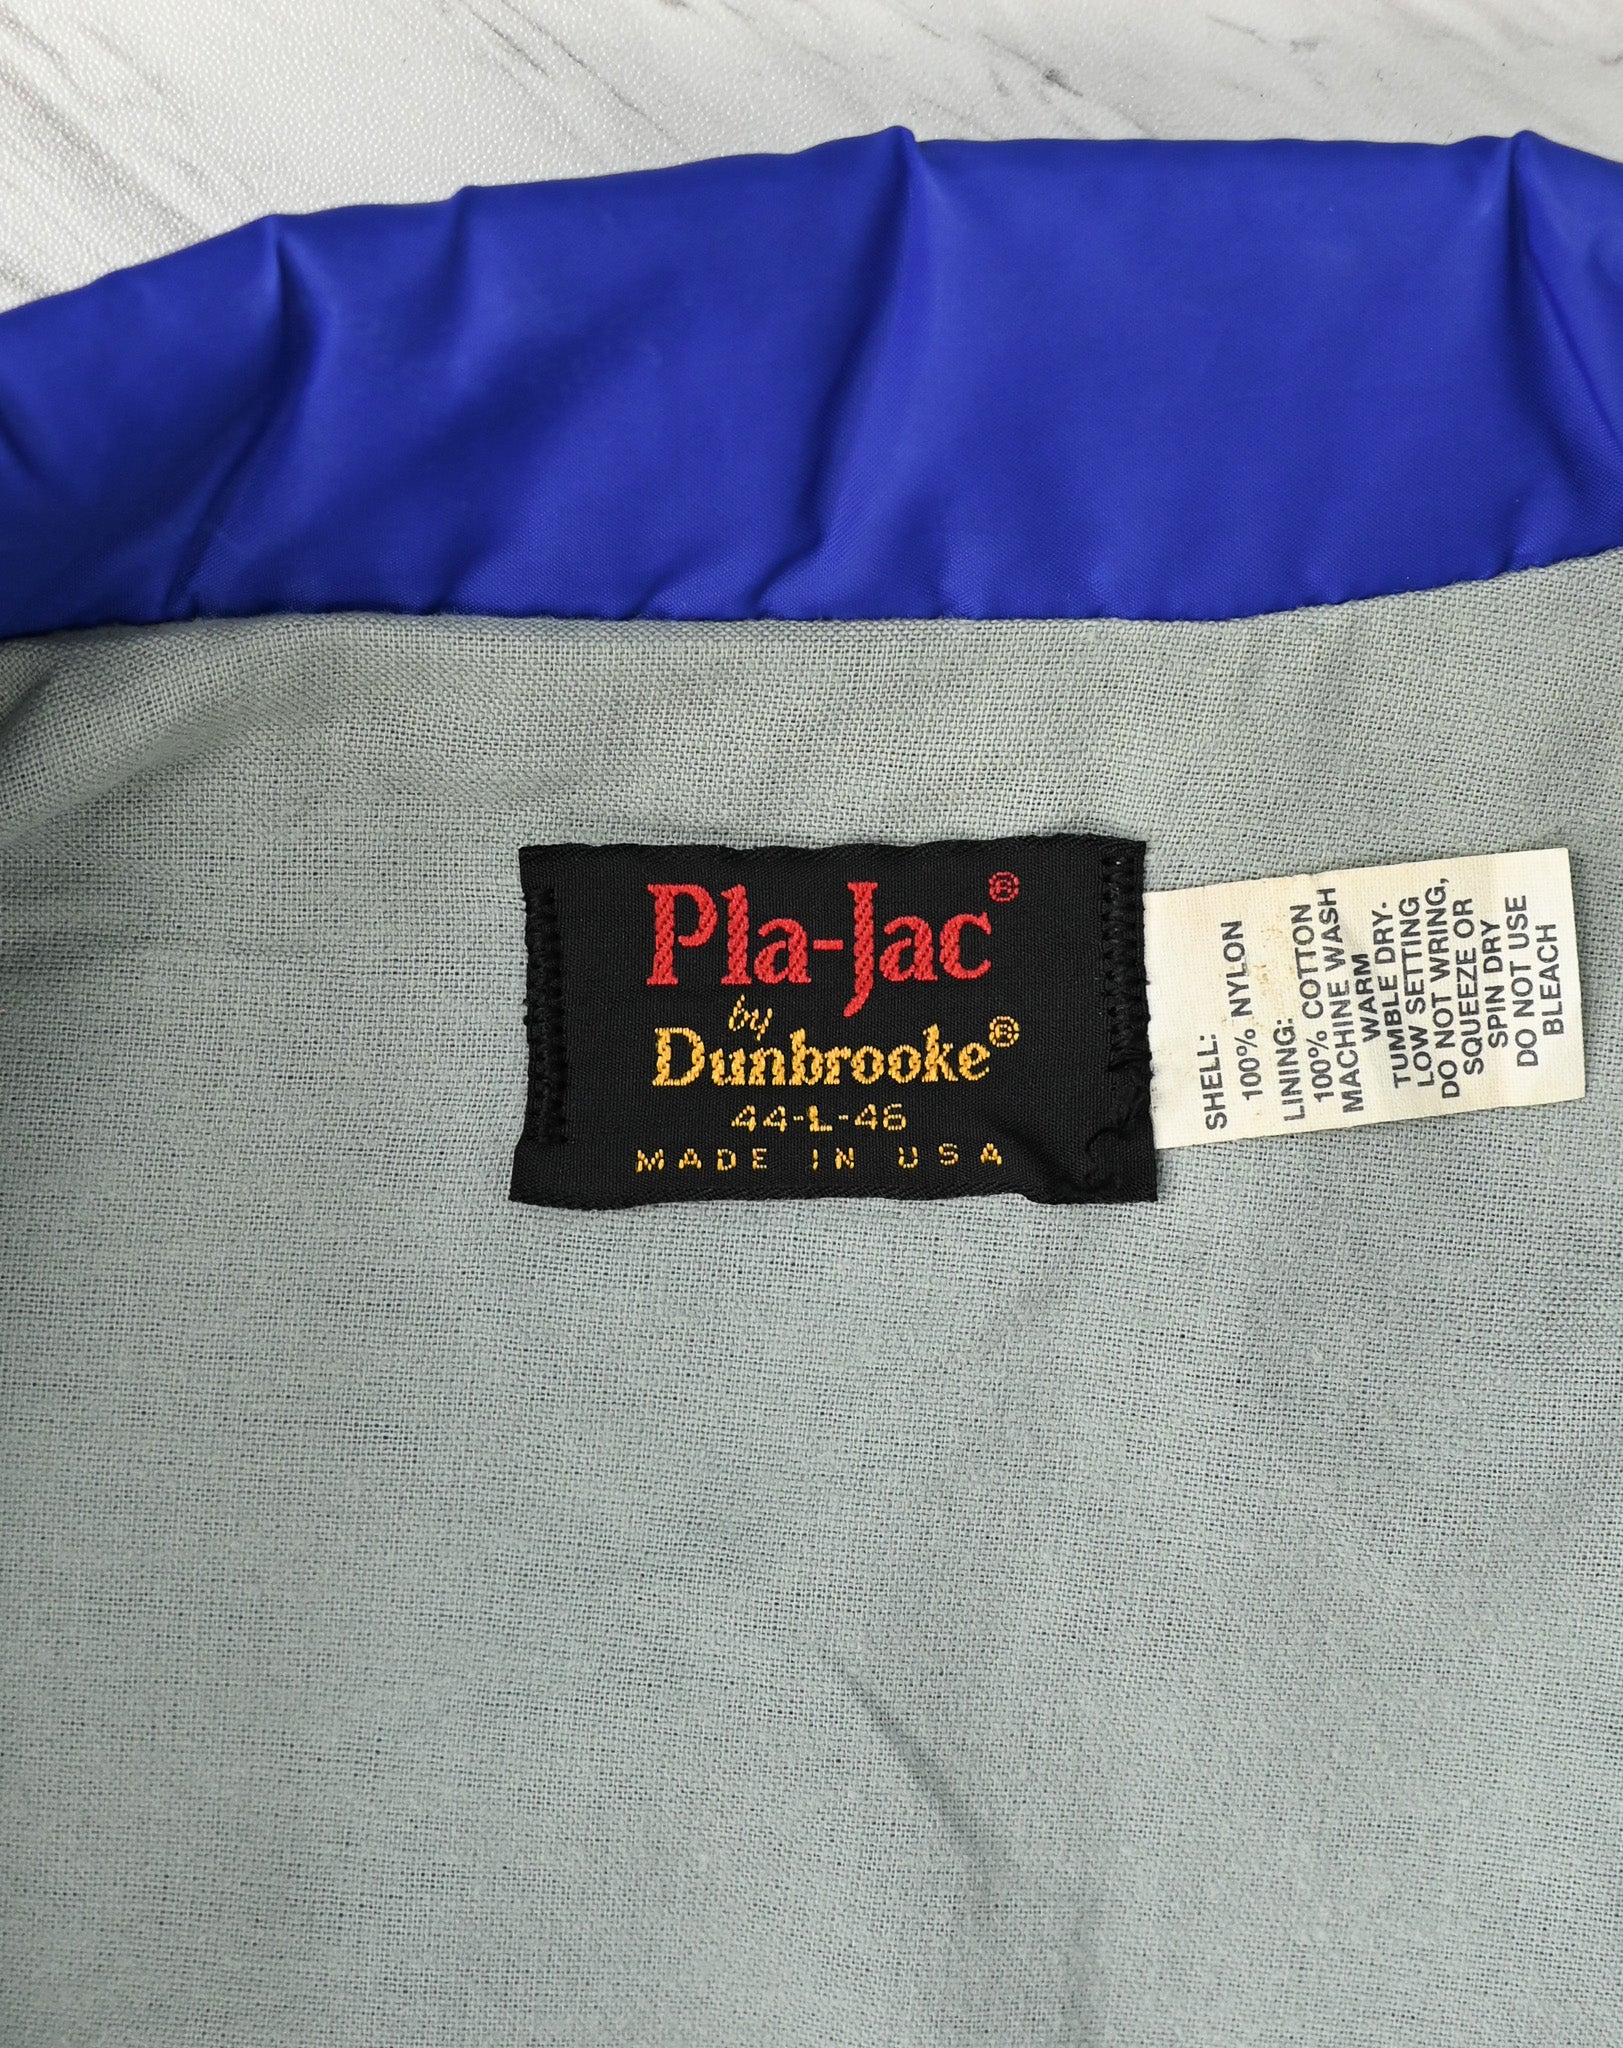 Pla-Jac®
by
Dunbrooke®
44-L-46
MADE IN USA
SHELL:
100% NYLON
LINING:
100% COTTON
MACHINE WASH
WARM
TUMBLE DRY-
LOW SETTING
DO NOT WRING,
SQUEEZE OR
SPIN DRY
DO NOT USE
BLEACH